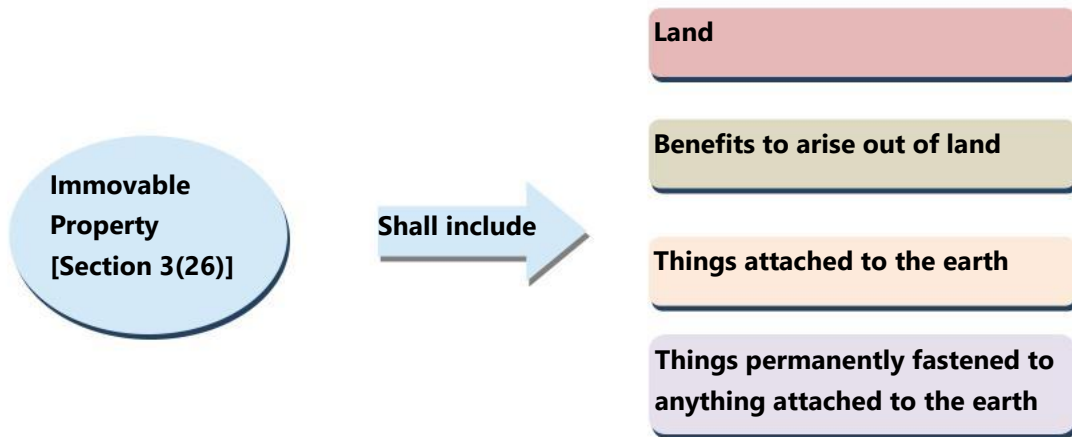 Immovable
Property
[Section 3(26)]
Shall include
Land
Benefits to arise out of land
Things attached to the earth
Things permanently fastened to
anything attached to the earth